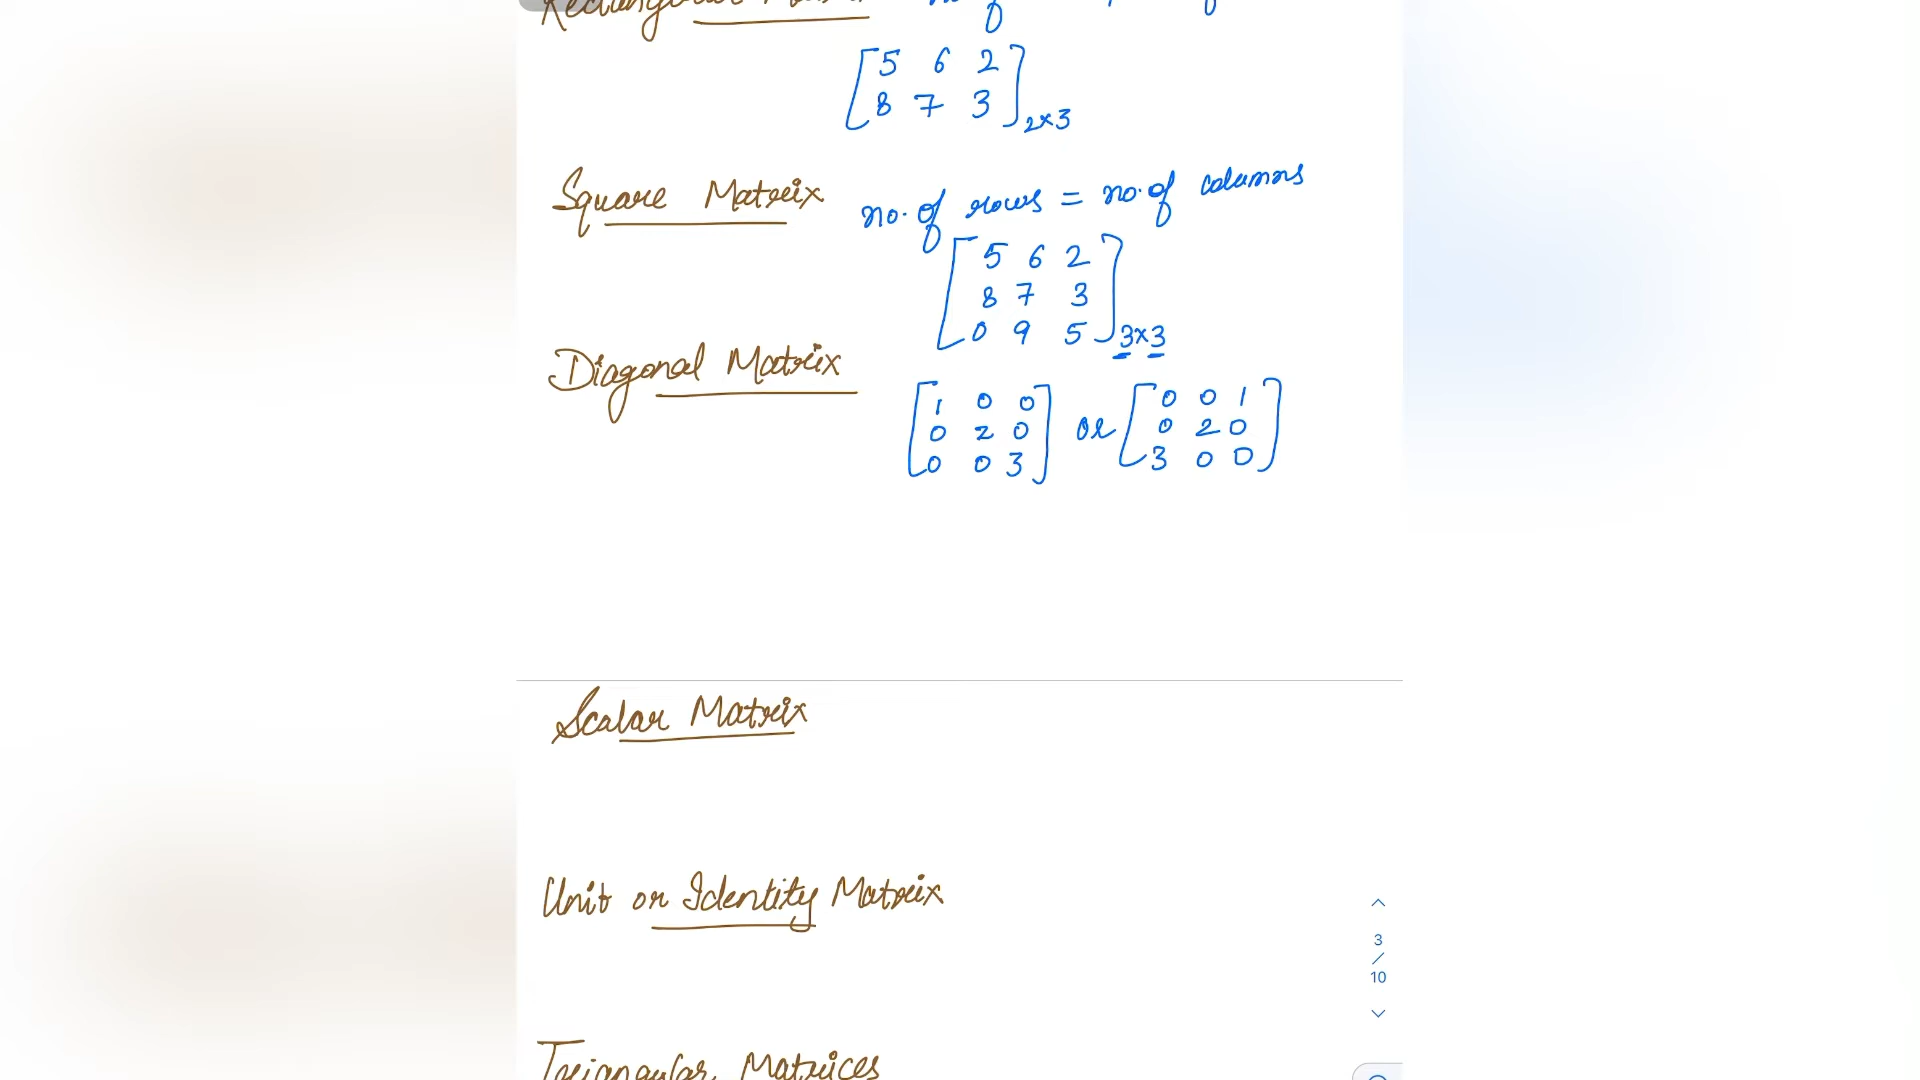 Rectangular
[5 6 2
8 7 3] 2×3
Square Matrix no. of rows = no. of columns
[5 6 2
8 7 3
0 9 5] 3×3
Diagonal Matrix
[1 0 0
0 2 0
0 0 3] or [0 0 1
0 2 0
3 0 0]
Scalar Matrix
Unit or Identity Matrix
3
/
10
Triangular Matrices